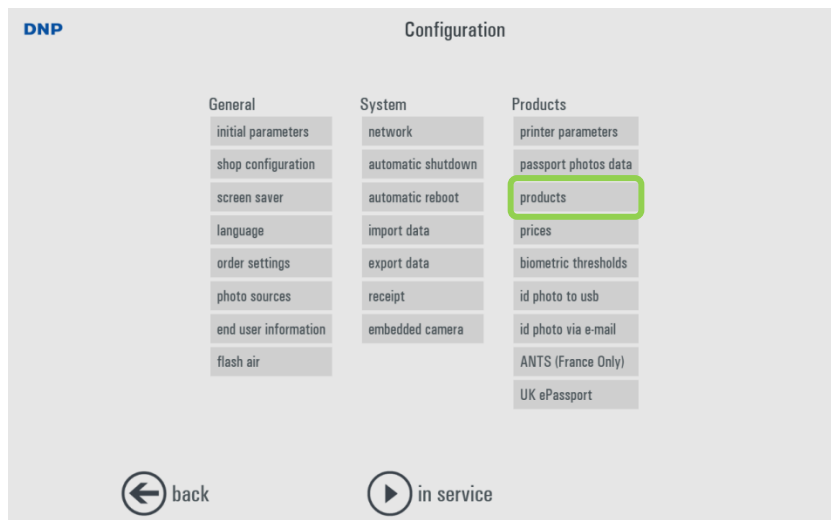 DNP
Configuration
General
initial parameters
shop configuration
screen saver
language
order settings
photo sources
end user information
flash air
System
network
automatic shutdown
automatic reboot
import data
export data
receipt
embedded camera
Products
printer parameters
passport photos data
products
prices
biometric thresholds
id photo to usb
id photo via e-mail
ANTS (France Only)
UK ePassport
back
in service